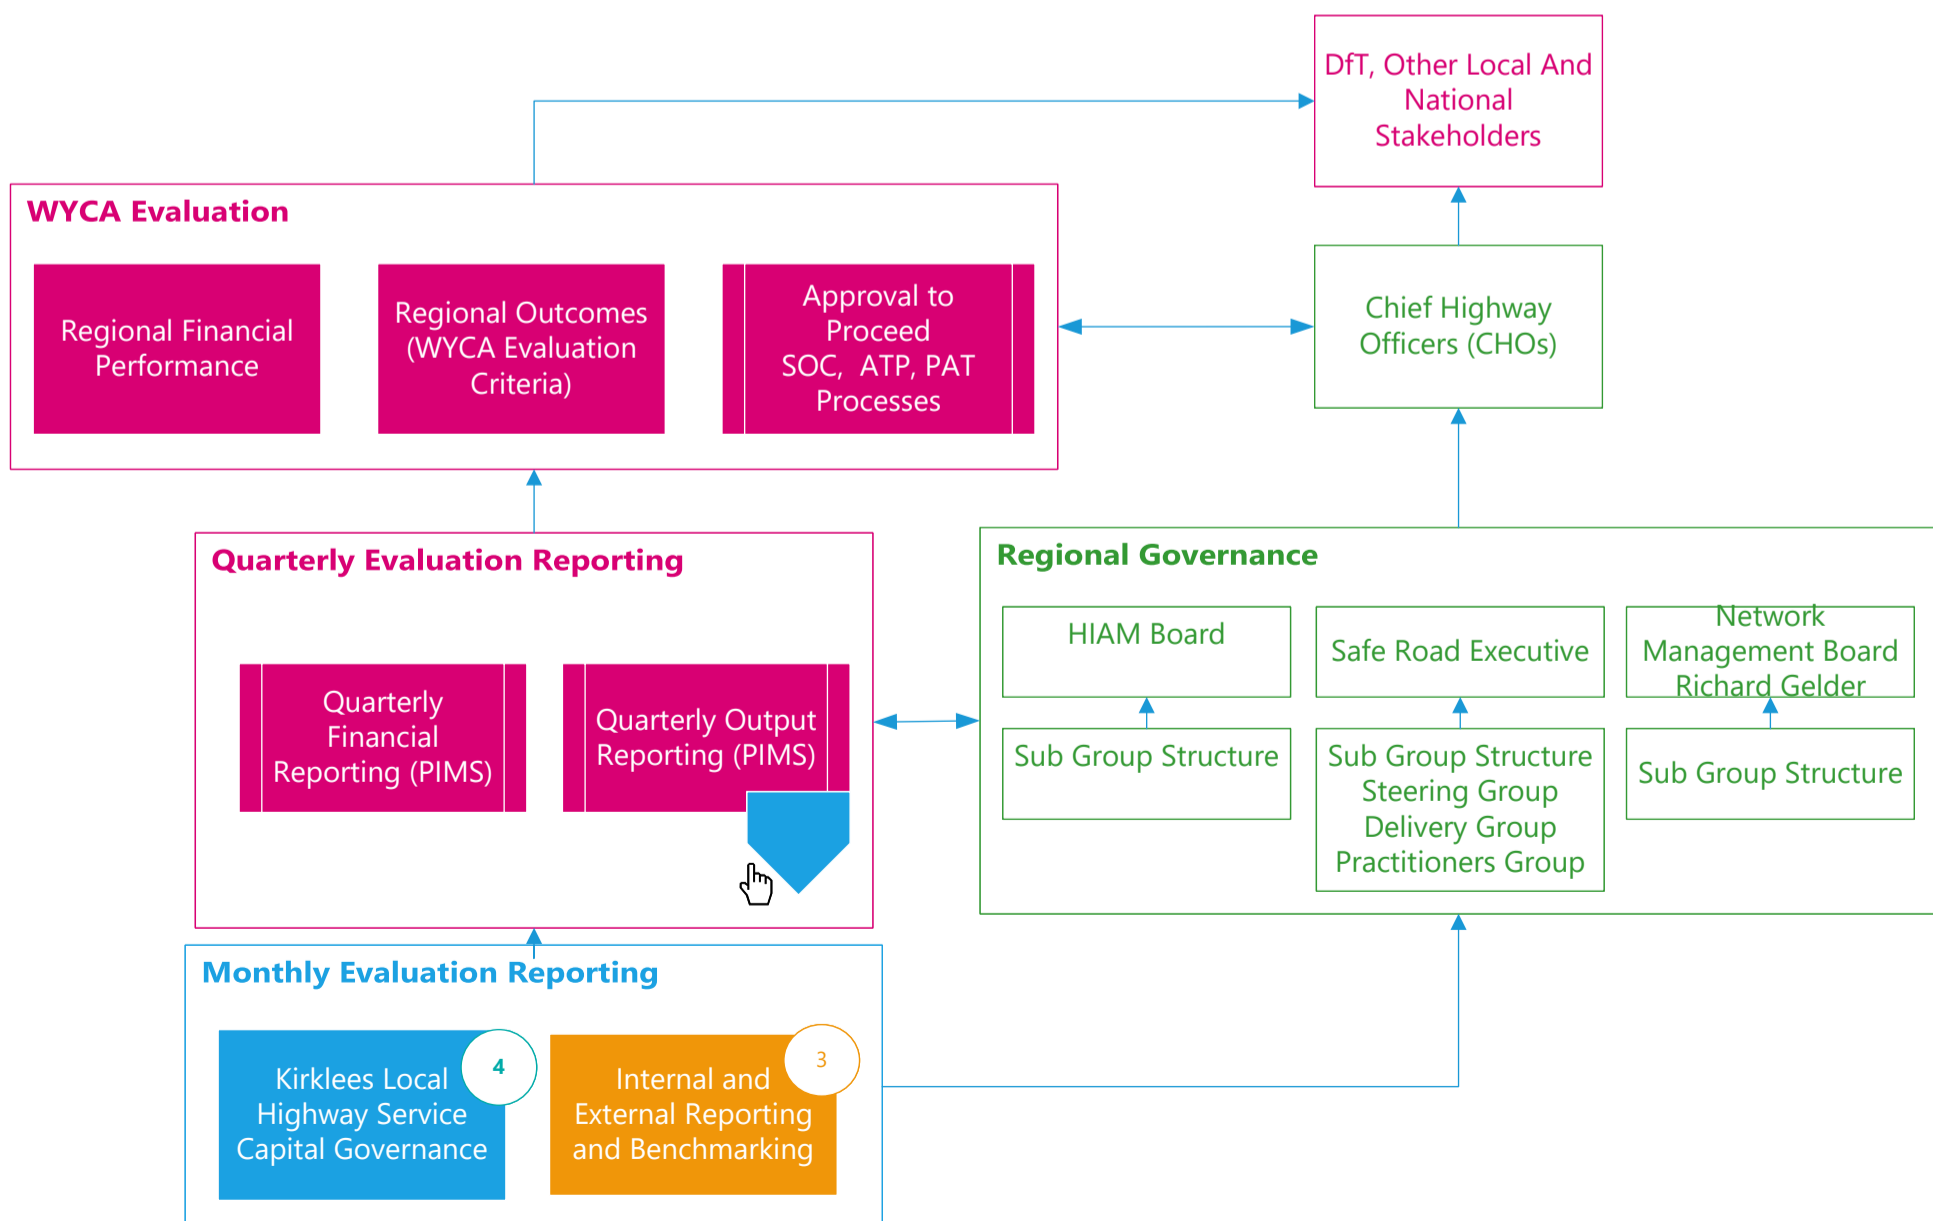 DfT, Other Local And
National
Stakeholders
WYCA Evaluation
Regional Financial
Performance
Regional Outcomes
(WYCA Evaluation
Criteria)
Approval to
Proceed
SOC, ATP, PAT
Processes
Chief Highway
Officers (CHOs)
Quarterly Evaluation Reporting
Quarterly
Financial
Reporting (PIMS)
Quarterly Output
Reporting (PIMS)
Regional Governance
HIAM Board
Safe Road Executive
Network
Management Board
Richard Gelder
Sub Group Structure
Sub Group Structure
Steering Group
Delivery Group
Practitioners Group
Sub Group Structure
Monthly Evaluation Reporting
Kirklees Local
Highway Service
Capital Governance
4
Internal and
External Reporting
and Benchmarking
3